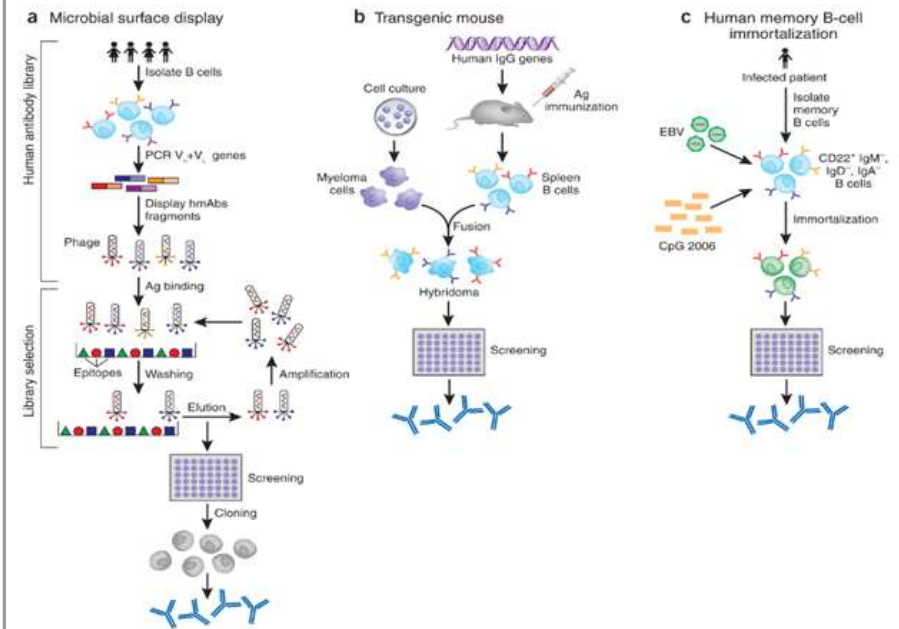 a Microbial surface display
Human antibody library
Isolate B cells
PCR VH+VL genes
Display hmAbs
fragments
Phage
Ag binding
Library selection
Epitopes
Washing
Amplification
Elution
Screening
Cloning
b Transgenic mouse
Human IgG genes
Cell culture
Ag
immunization
Myeloma
cells
Spleen
B cells
Fusion
Hybridoma
Screening
c Human memory B-cell
immortalization
Infected patient
Isolate
memory
B cells
EBV
CD22+ IgM–,
IgD–, IgA–
B cells
CpG 2006
Immortalization
Screening